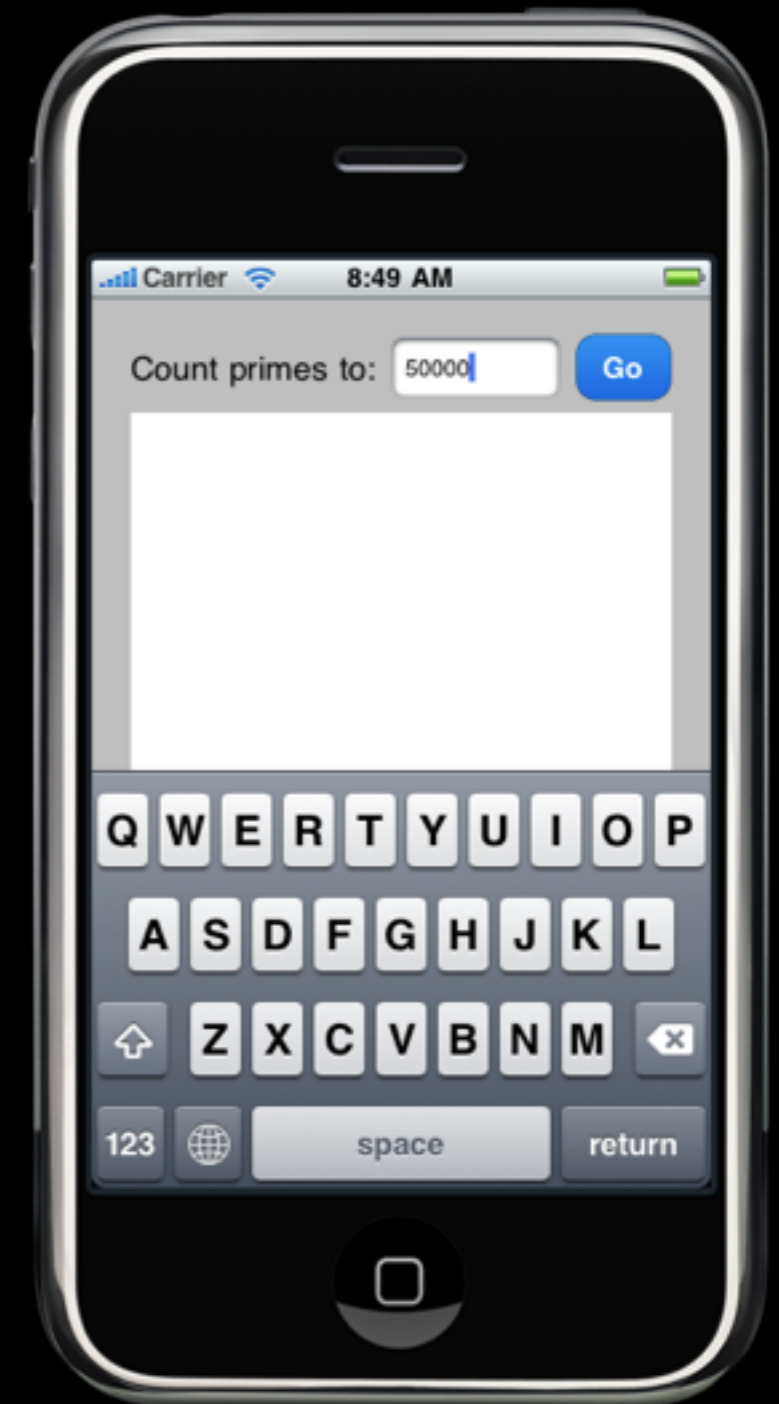 Carrier 8:49 AM
Count primes to: 50000 Go
Q W E R T Y U I O P
A S D F G H J K L
Z X C V B N M
123 space return